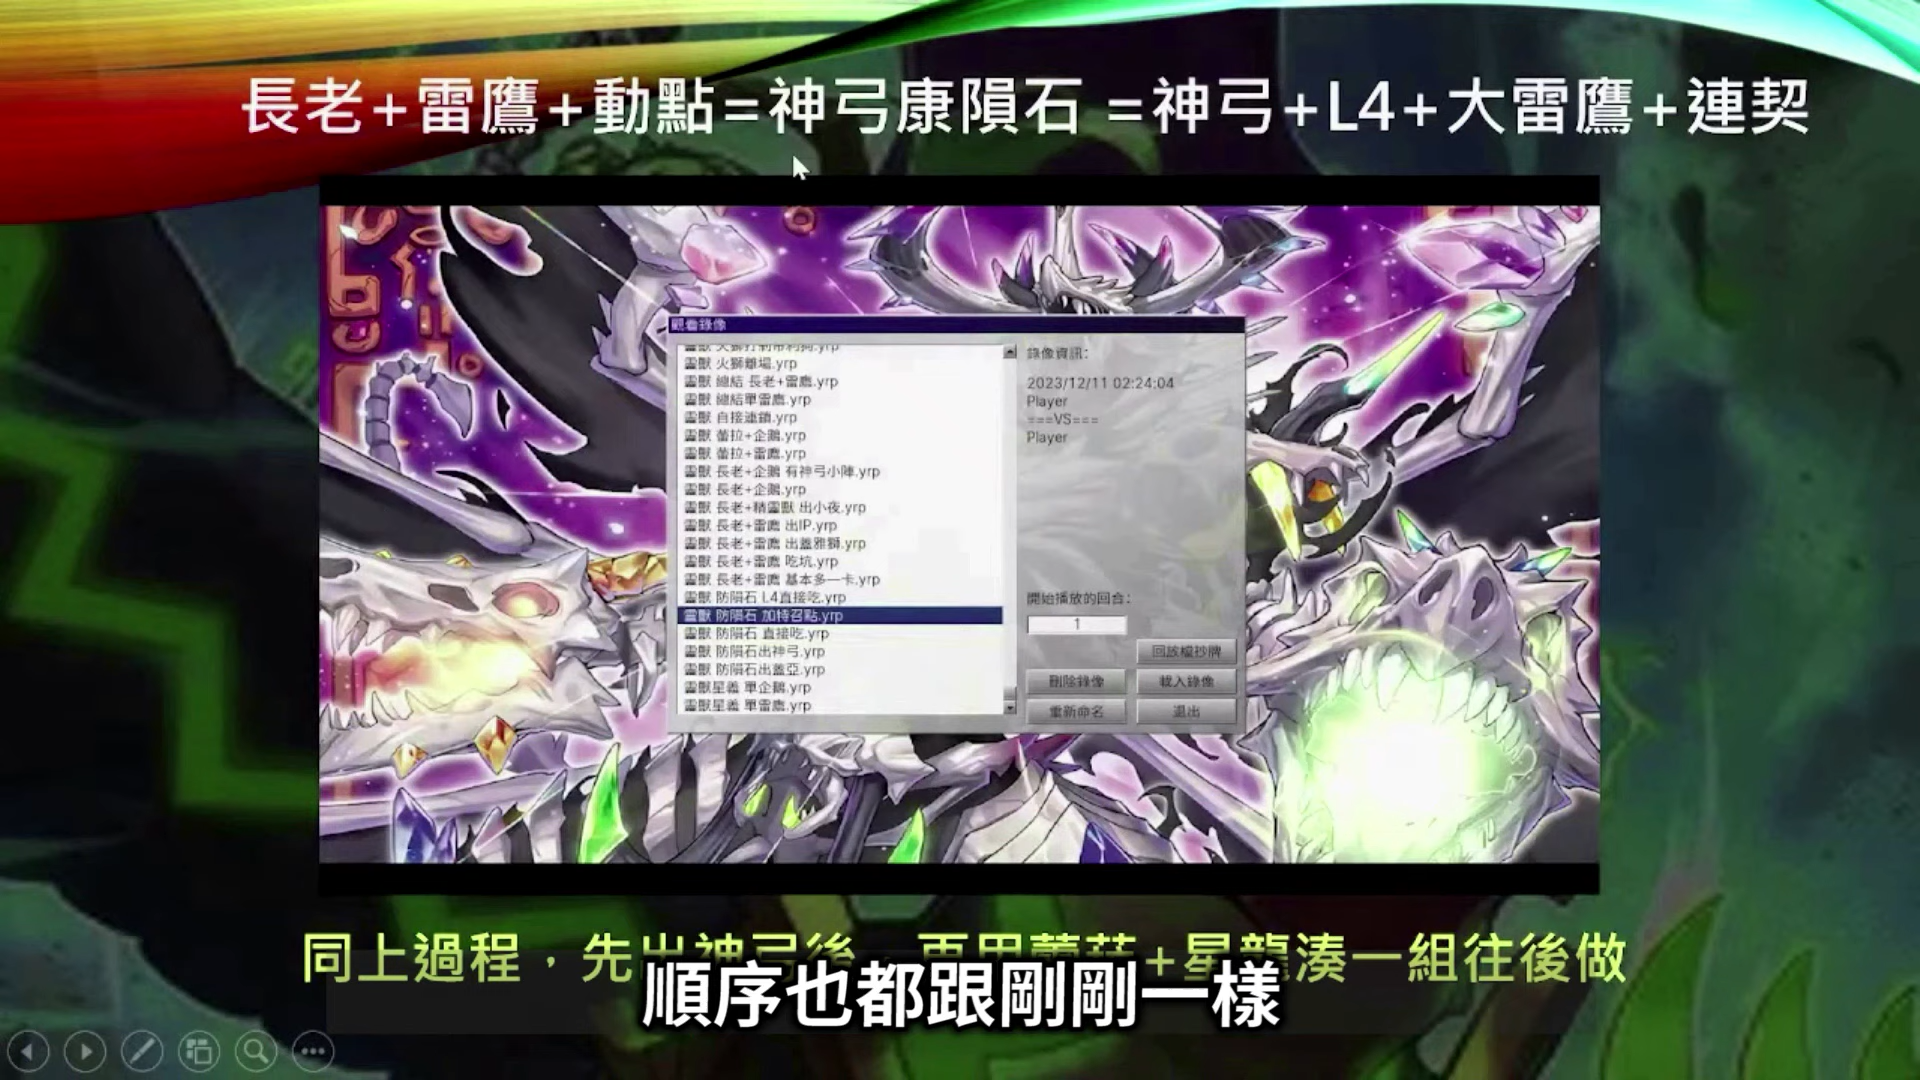 長老+雷鷹+動點=神弓康隕石 =神弓+L4+大雷鷹+連契
觀看錄像
靈獸 火獅離場.yrp
靈獸 總結 長老+雷鷹.yrp
靈獸 總結單雷鷹.yrp
靈獸 自接連鎖.yrp
靈獸 蕾拉+企鵝.yrp
靈獸 蕾拉+雷鷹.yrp
靈獸 長老+企鵝 有神弓小陣.yrp
靈獸 長老+企鵝.yrp
靈獸 長老+精靈獸 出小夜.yrp
靈獸 長老+雷鷹 出IP.yrp
靈獸 長老+雷鷹 出蓋雅獅.yrp
靈獸 長老+雷鷹 吃坑.yrp
靈獸 長老+雷鷹 基本多一卡.yrp
靈獸 防隕石 L4直接吃.yrp
靈獸 防隕石 加特召點.yrp
靈獸 防隕石 直接吃.yrp
靈獸 防隕石出神弓.yrp
靈獸 防隕石出蓋亞.yrp
靈獸星義 單企鵝.yrp
靈獸星義 單雷鷹.yrp
錄像資訊:
2023/12/11 02:24:04
Player
===VS===
Player
開始播放的回合:
1
回放檔抄牌
刪除錄像
載入錄像
重新命名
退出
同上過程，先出神弓後 +星龍湊一組往後做
順序也都跟剛剛一樣